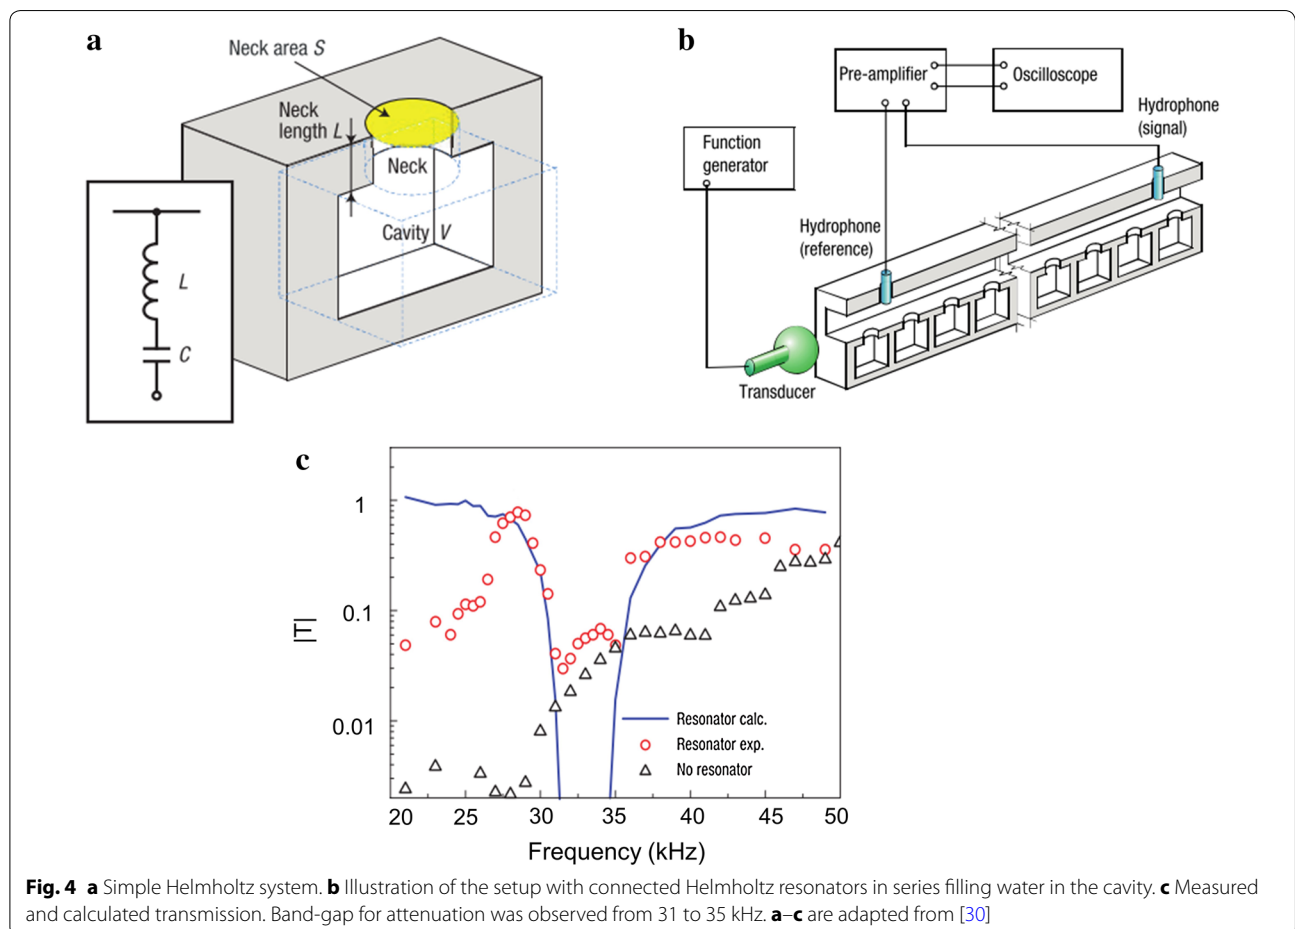 a
Neck area S
Neck
length L
Neck
Cavity V
L
C
b
Pre-amplifier
Oscilloscope
Hydrophone
(signal)
Function
generator
Hydrophone
(reference)
Transducer
c
|T|
1
0.1
0.01
Resonator calc.
Resonator exp.
No resonator
20 25 30 35 40 45 50
Frequency (kHz)
Fig. 4 a Simple Helmholtz system. b Illustration of the setup with connected Helmholtz resonators in series filling water in the cavity. c Measured
and calculated transmission. Band-gap for attenuation was observed from 31 to 35 kHz. a–c are adapted from [30]